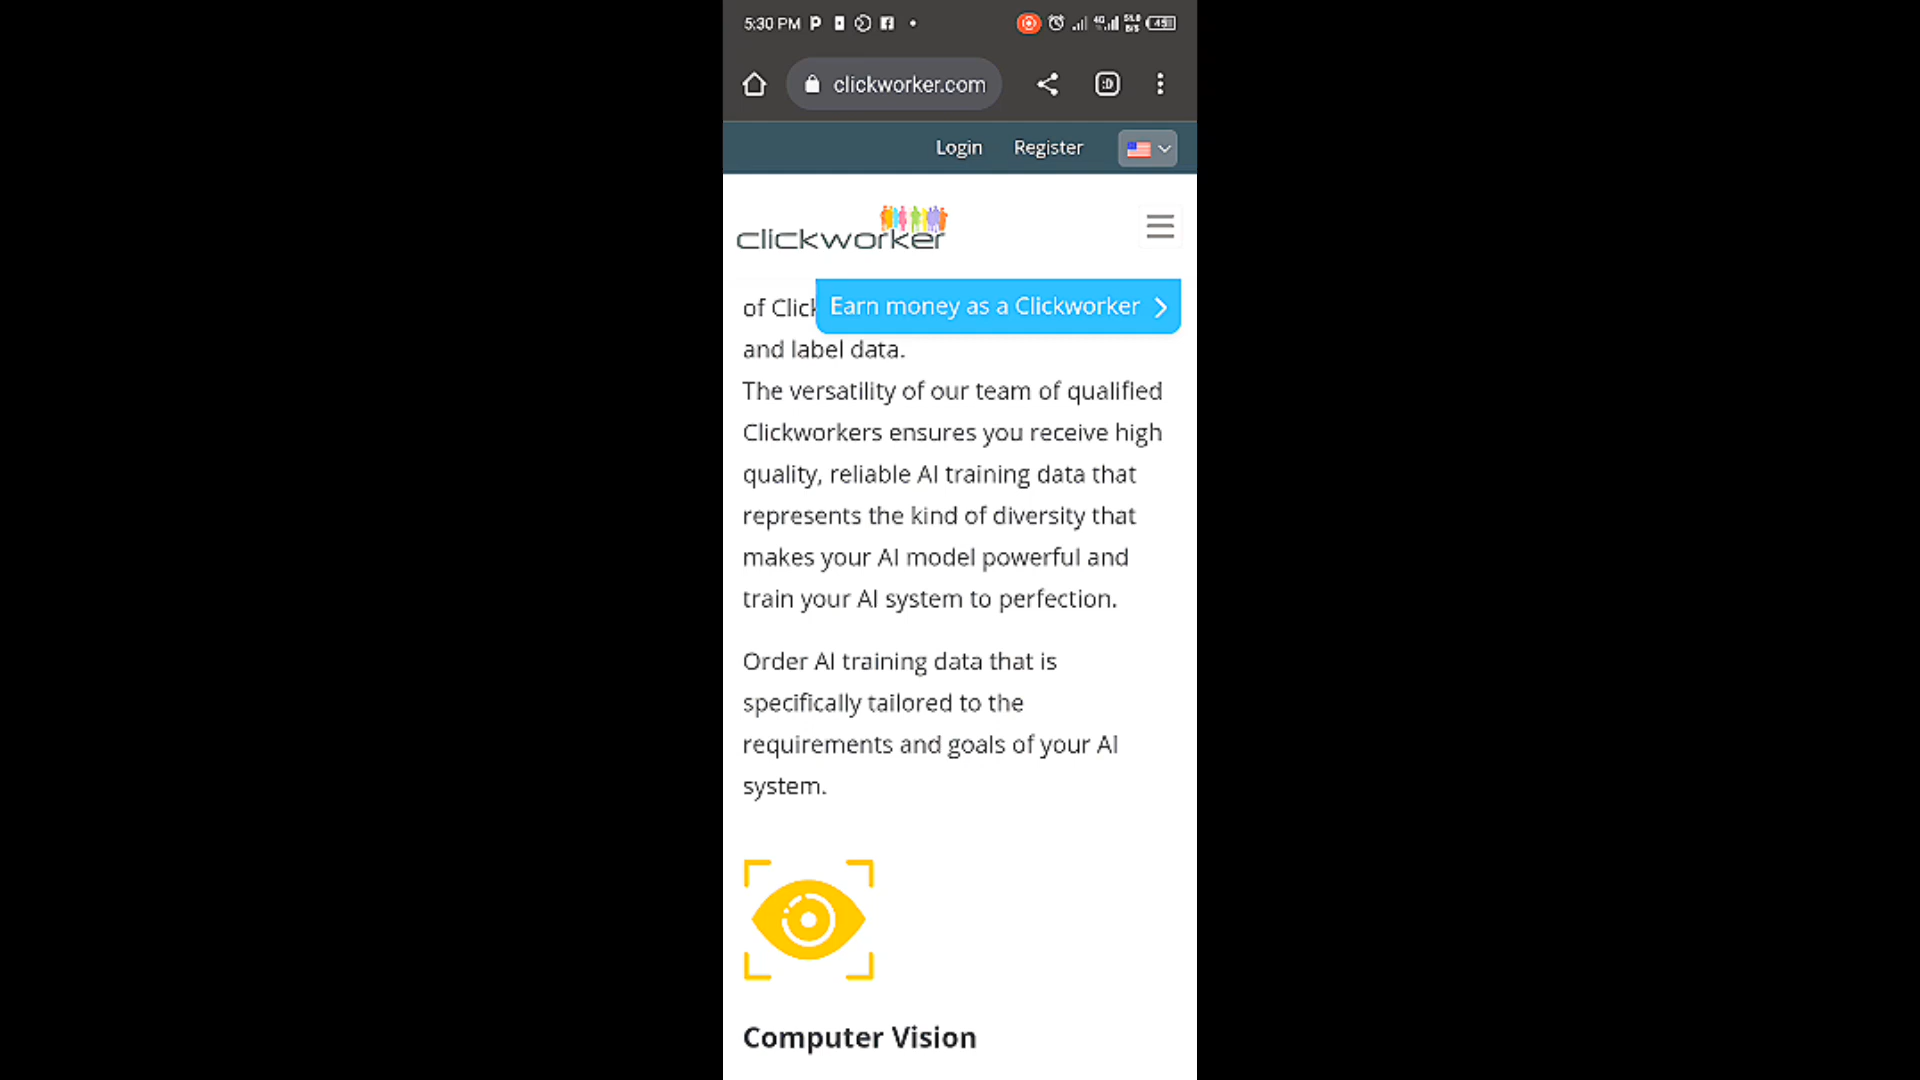 5:30 PM
clickworker.com
Login Register
clickworker
Earn money as a Clickworker
of Click
and label data.
The versatility of our team of qualified
Clickworkers ensures you receive high
quality, reliable AI training data that
represents the kind of diversity that
makes your AI model powerful and
train your AI system to perfection.
Order AI training data that is
specifically tailored to the
requirements and goals of your AI
system.
Computer Vision